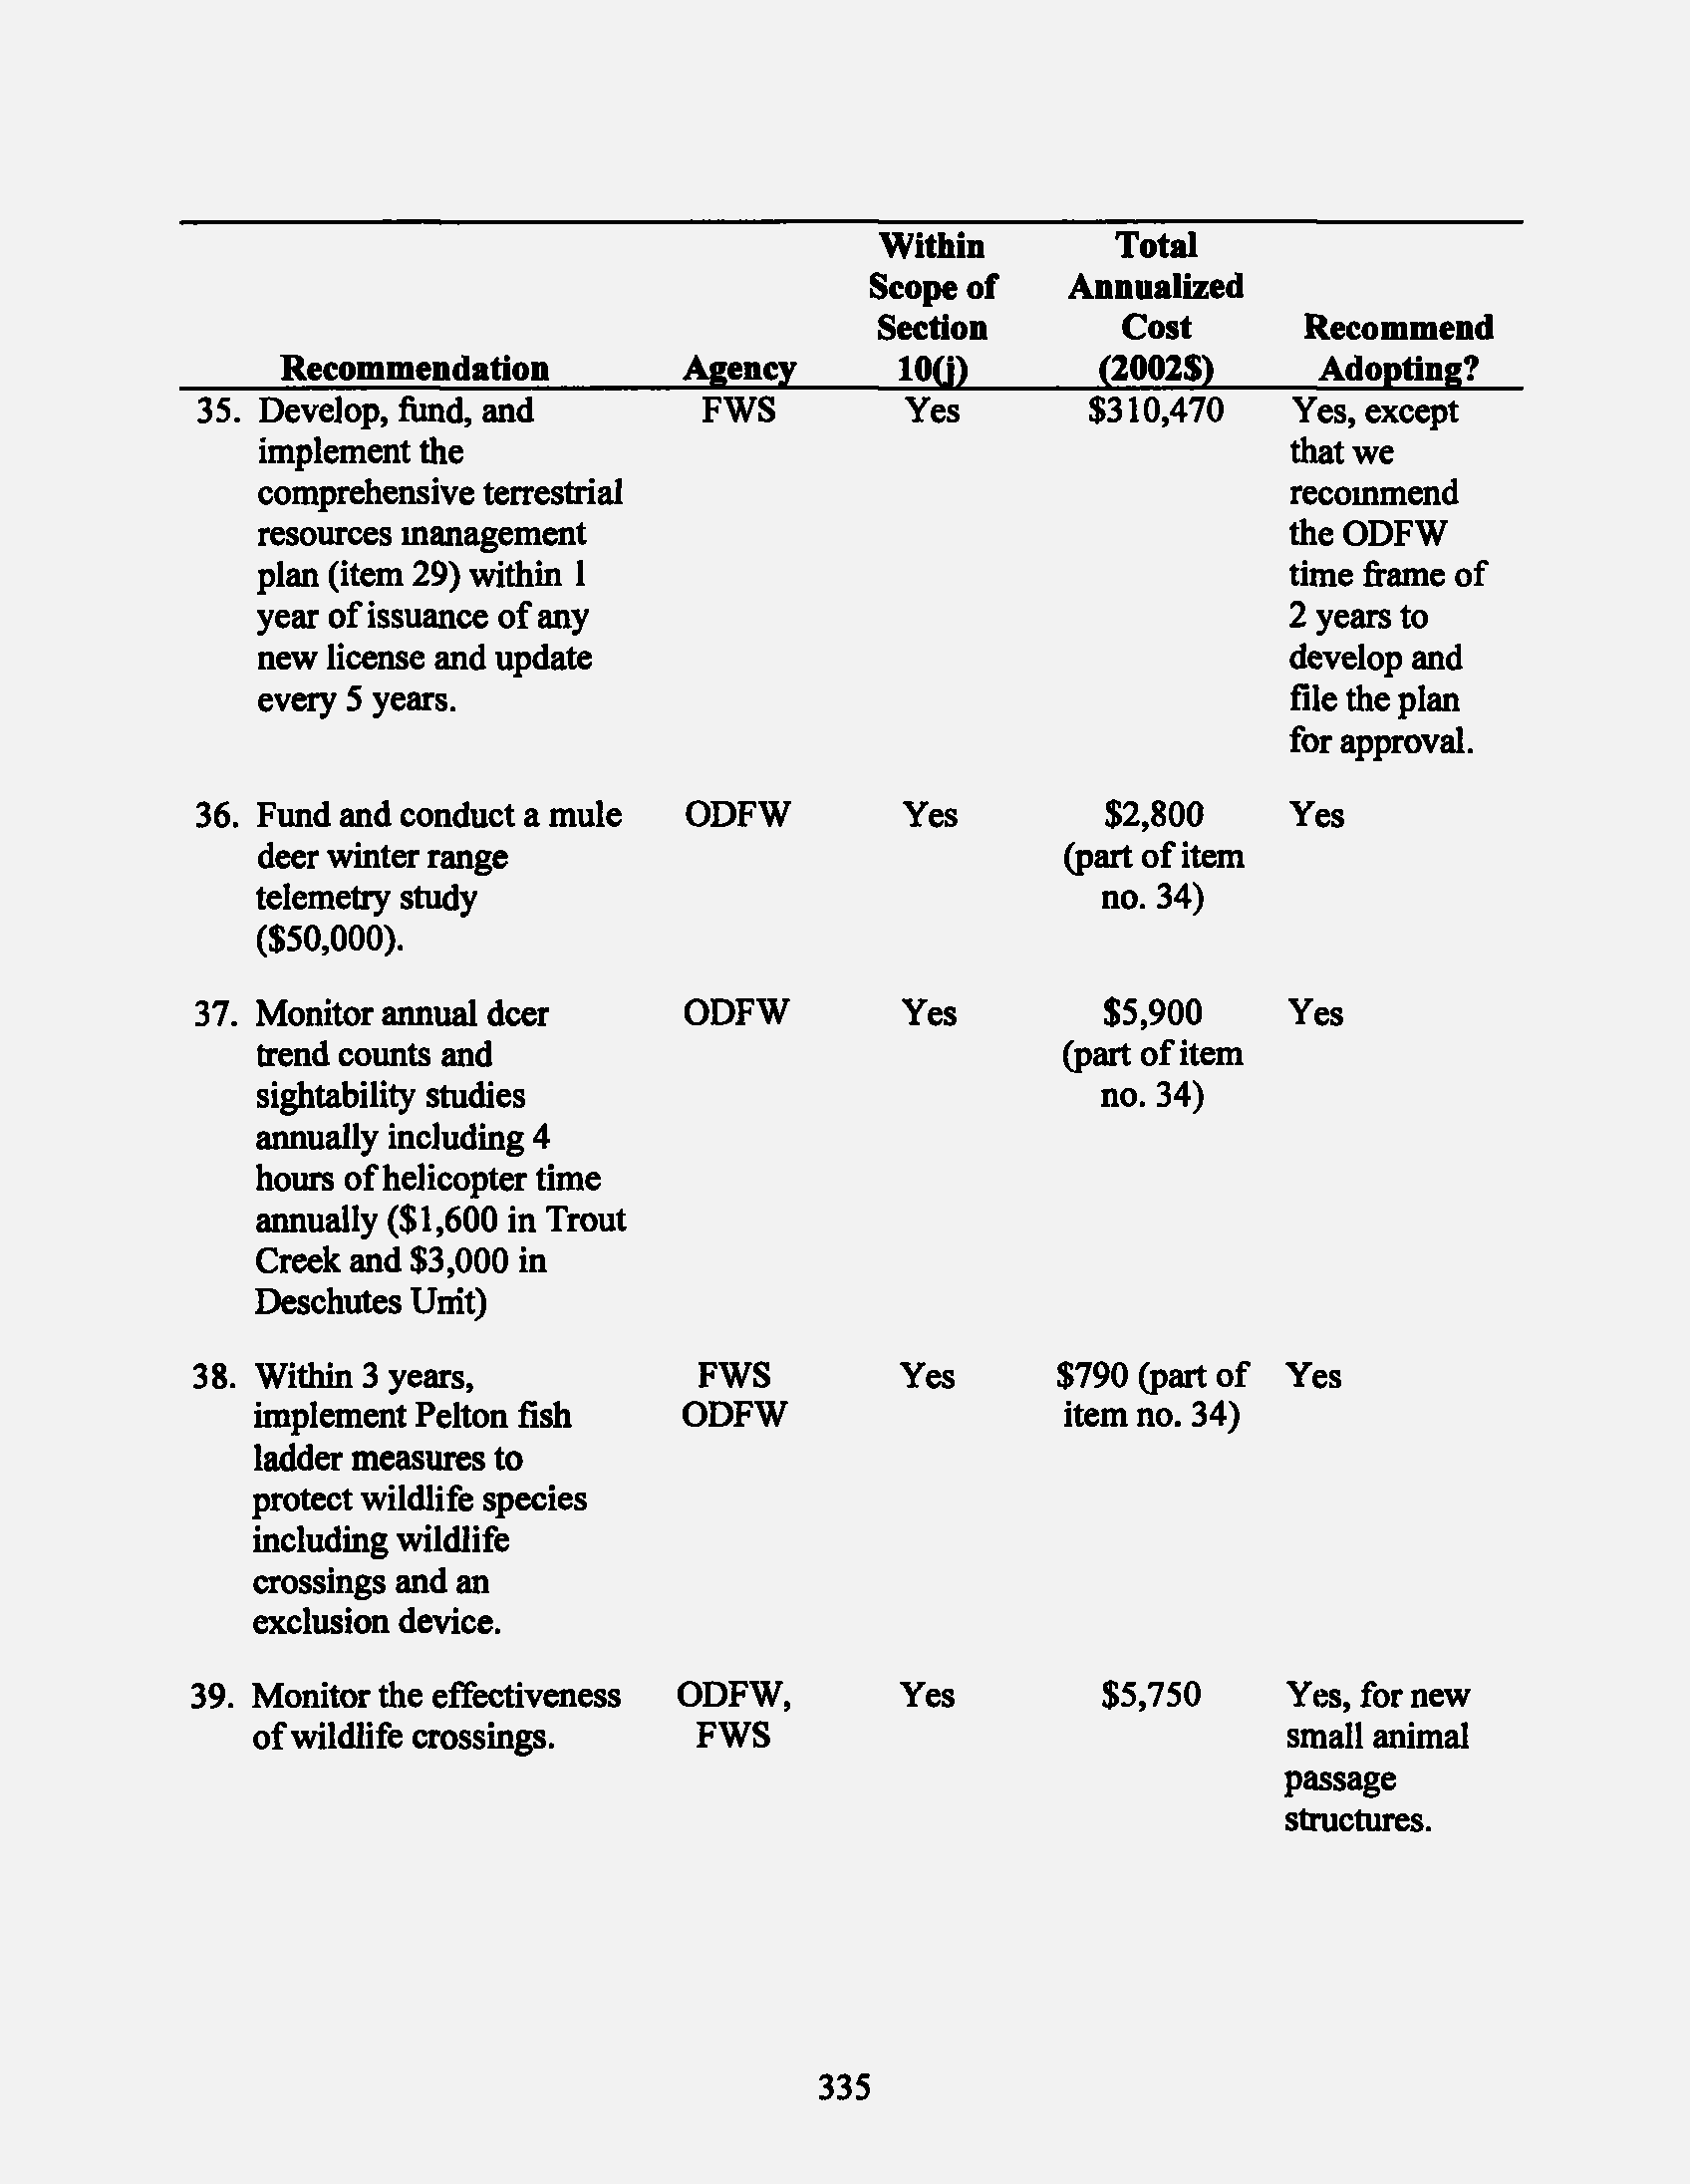 Within Total
Scope of Annualized
Section Cost Recommend
Recommendation Agency 10(j) (2002$) Adopting?
35. Develop, fund, and FWS Yes $310,470 Yes, except
implement the that we
comprehensive terrestrial recommend
resources management the ODFW
plan (item 29) within 1 time frame of
year of issuance of any 2 years to
new license and update develop and
every 5 years. file the plan
for approval.
36. Fund and conduct a mule ODFW Yes $2,800 Yes
deer winter range (part of item
telemetry study no. 34)
($50,000).
37. Monitor annual deer ODFW Yes $5,900 Yes
trend counts and (part of item
sightability studies no. 34)
annually including 4
hours of helicopter time
annually ($1,600 in Trout
Creek and $3,000 in
Deschutes Unit)
38. Within 3 years, FWS Yes $790 (part of Yes
implement Pelton fish ODFW item no. 34)
ladder measures to
protect wildlife species
including wildlife
crossings and an
exclusion device.
39. Monitor the effectiveness ODFW, Yes $5,750 Yes, for new
of wildlife crossings. FWS small animal
passage
structures.
335